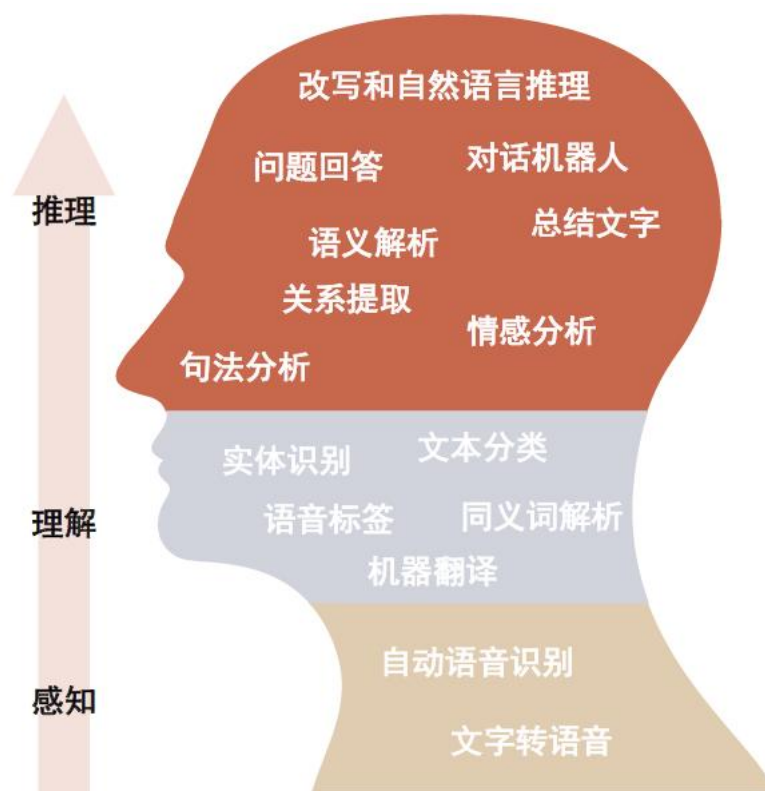 改写和自然语言推理
问题回答
对话机器人
推理
总结文字
语义解析
关系提取
情感分析
句法分析
实体识别
文本分类
理解
语音标签
同义词解析
机器翻译
自动语音识别
感知
文字转语音